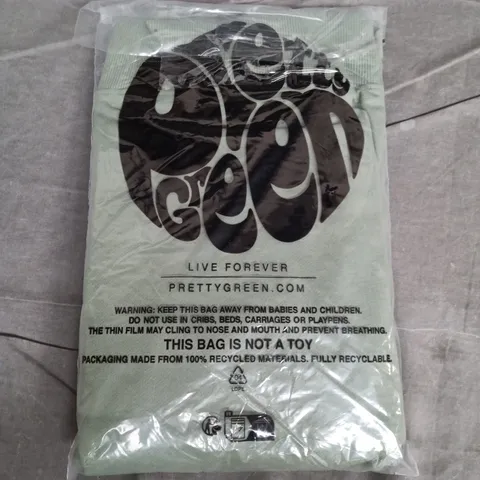 Pretty
Green
LIVE FOREVER
PRETTYGREEN.COM
WARNING: KEEP THIS BAG AWAY FROM BABIES AND CHILDREN.
DO NOT USE IN CRIBS, BEDS, CARRIAGES OR PLAYPENS.
THE THIN FILM MAY CLING TO NOSE AND MOUTH AND PREVENT BREATHING.
THIS BAG IS NOT A TOY
PACKAGING MADE FROM 100% RECYCLED MATERIALS. FULLY RECYCLABLE.
04
LDPE